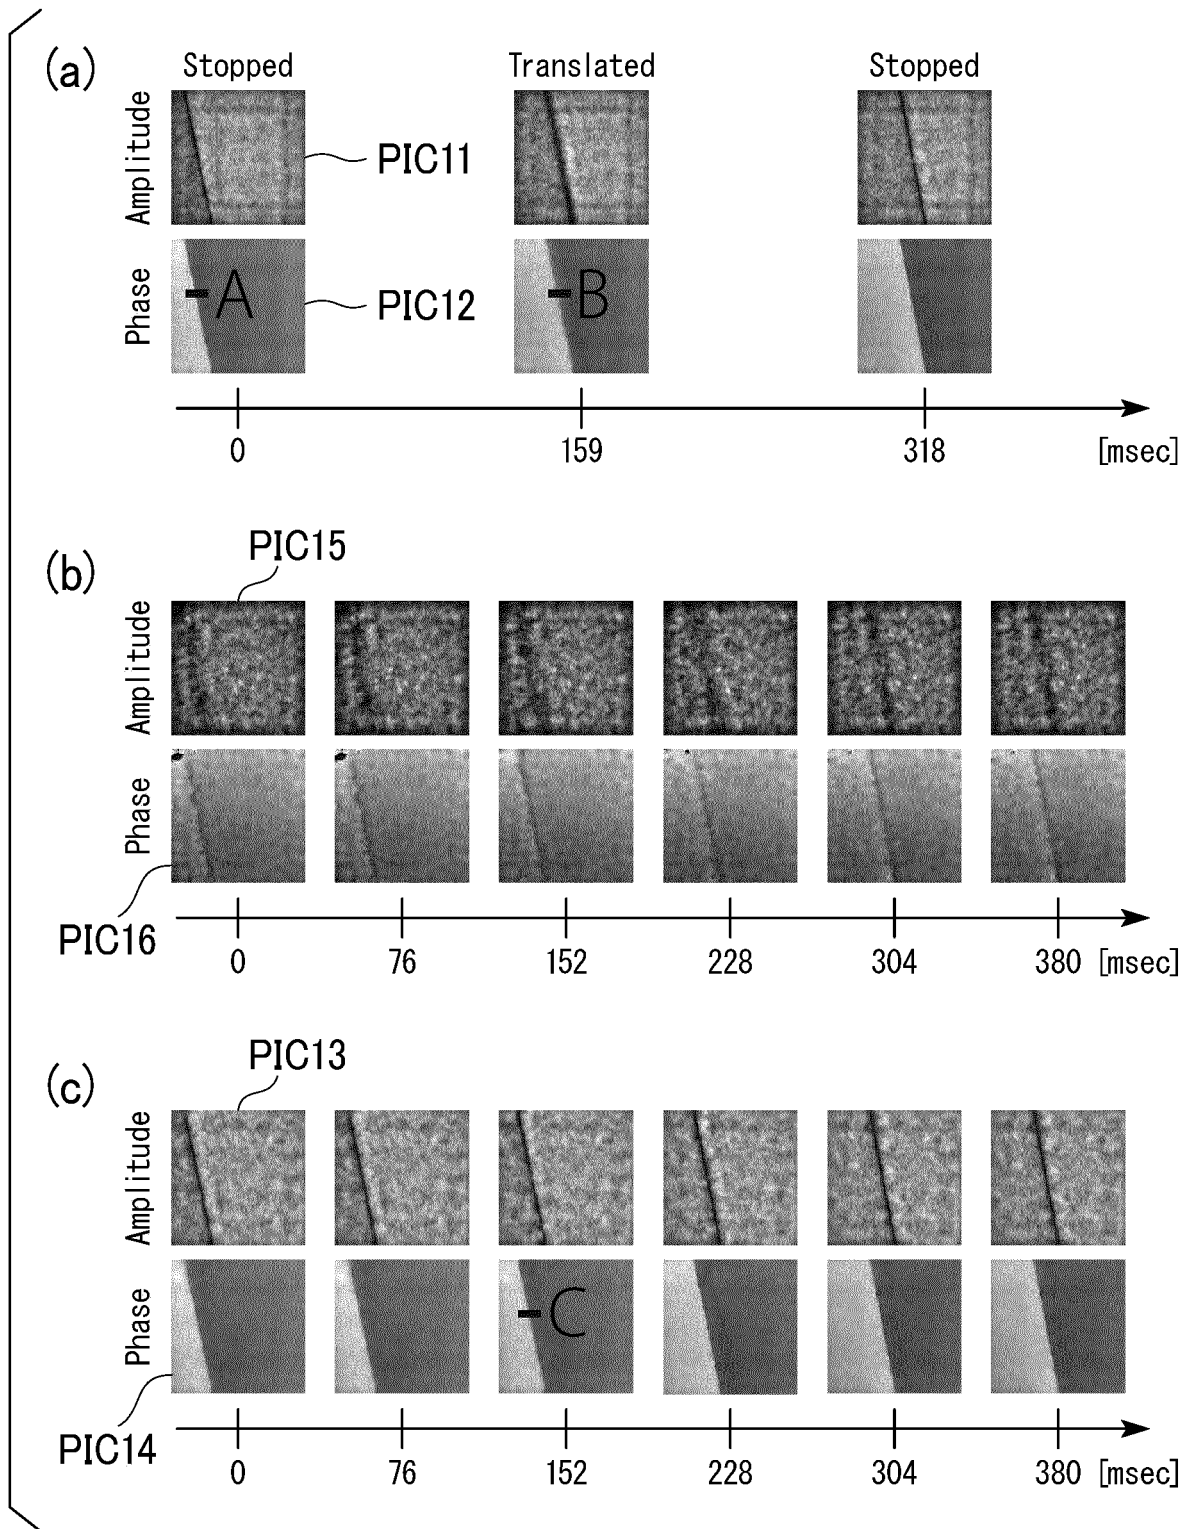 (a)
Stopped Translated Stopped
Amplitude
PIC11
Phase
A
PIC12
B
0 159 318 [msec]
(b)
PIC15
Amplitude
Phase
PIC16
0 76 152 228 304 380 [msec]
(c)
PIC13
Amplitude
Phase
C
PIC14
0 76 152 228 304 380 [msec]